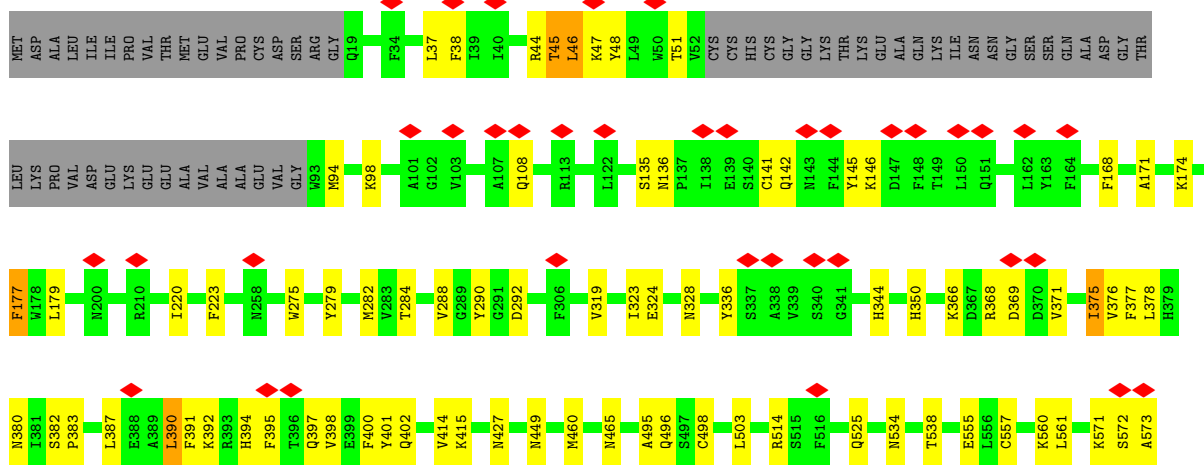 MET ASP ALA LEU ILE ILE PRO VAL THR MET GLU VAL PRO CYS ASP SER ARG GLY Q19 F34 L37 F38 I39 I40 R44 T45 L46 K47 Y48 L49 W50 T51 V52 CYS CYS HIS CYS GLY GLY LYS THR LYS GLU ALA GLN LYS ILE ASN ASN GLY SER SER GLN ALA ASP GLY THR
LEU LYS PRO VAL ASP GLU LYS GLU GLU ALA VAL ALA ALA GLU VAL GLY W93 M94 K98 A101 G102 V103 A107 Q108 R113 L122 S135 N136 P137 I138 E139 S140 C141 Q142 N143 F144 Y145 K146 D147 F148 T149 L150 Q151 L162 Y163 F164 F168 A171 K174
F177 W178 L179 N200 R210 I220 F223 N258 W275 Y279 M282 V283 T284 V288 G289 Y290 G291 D292 F306 V319 I323 E324 N328 Y336 S337 A338 V339 S340 G341 H344 H350 K366 D367 R368 D369 D370 V371 I375 V376 F377 L378 H379
N380 I381 S382 P383 L387 E388 A389 L390 F391 K392 R393 H394 F395 T396 Q397 V398 E399 F400 Y401 Q402 V414 K415 N427 N449 M460 N465 A495 Q496 S497 C498 L503 R514 S515 F516 Q525 N534 T538 E555 L556 C557 K560 L561 K571 S572 A573